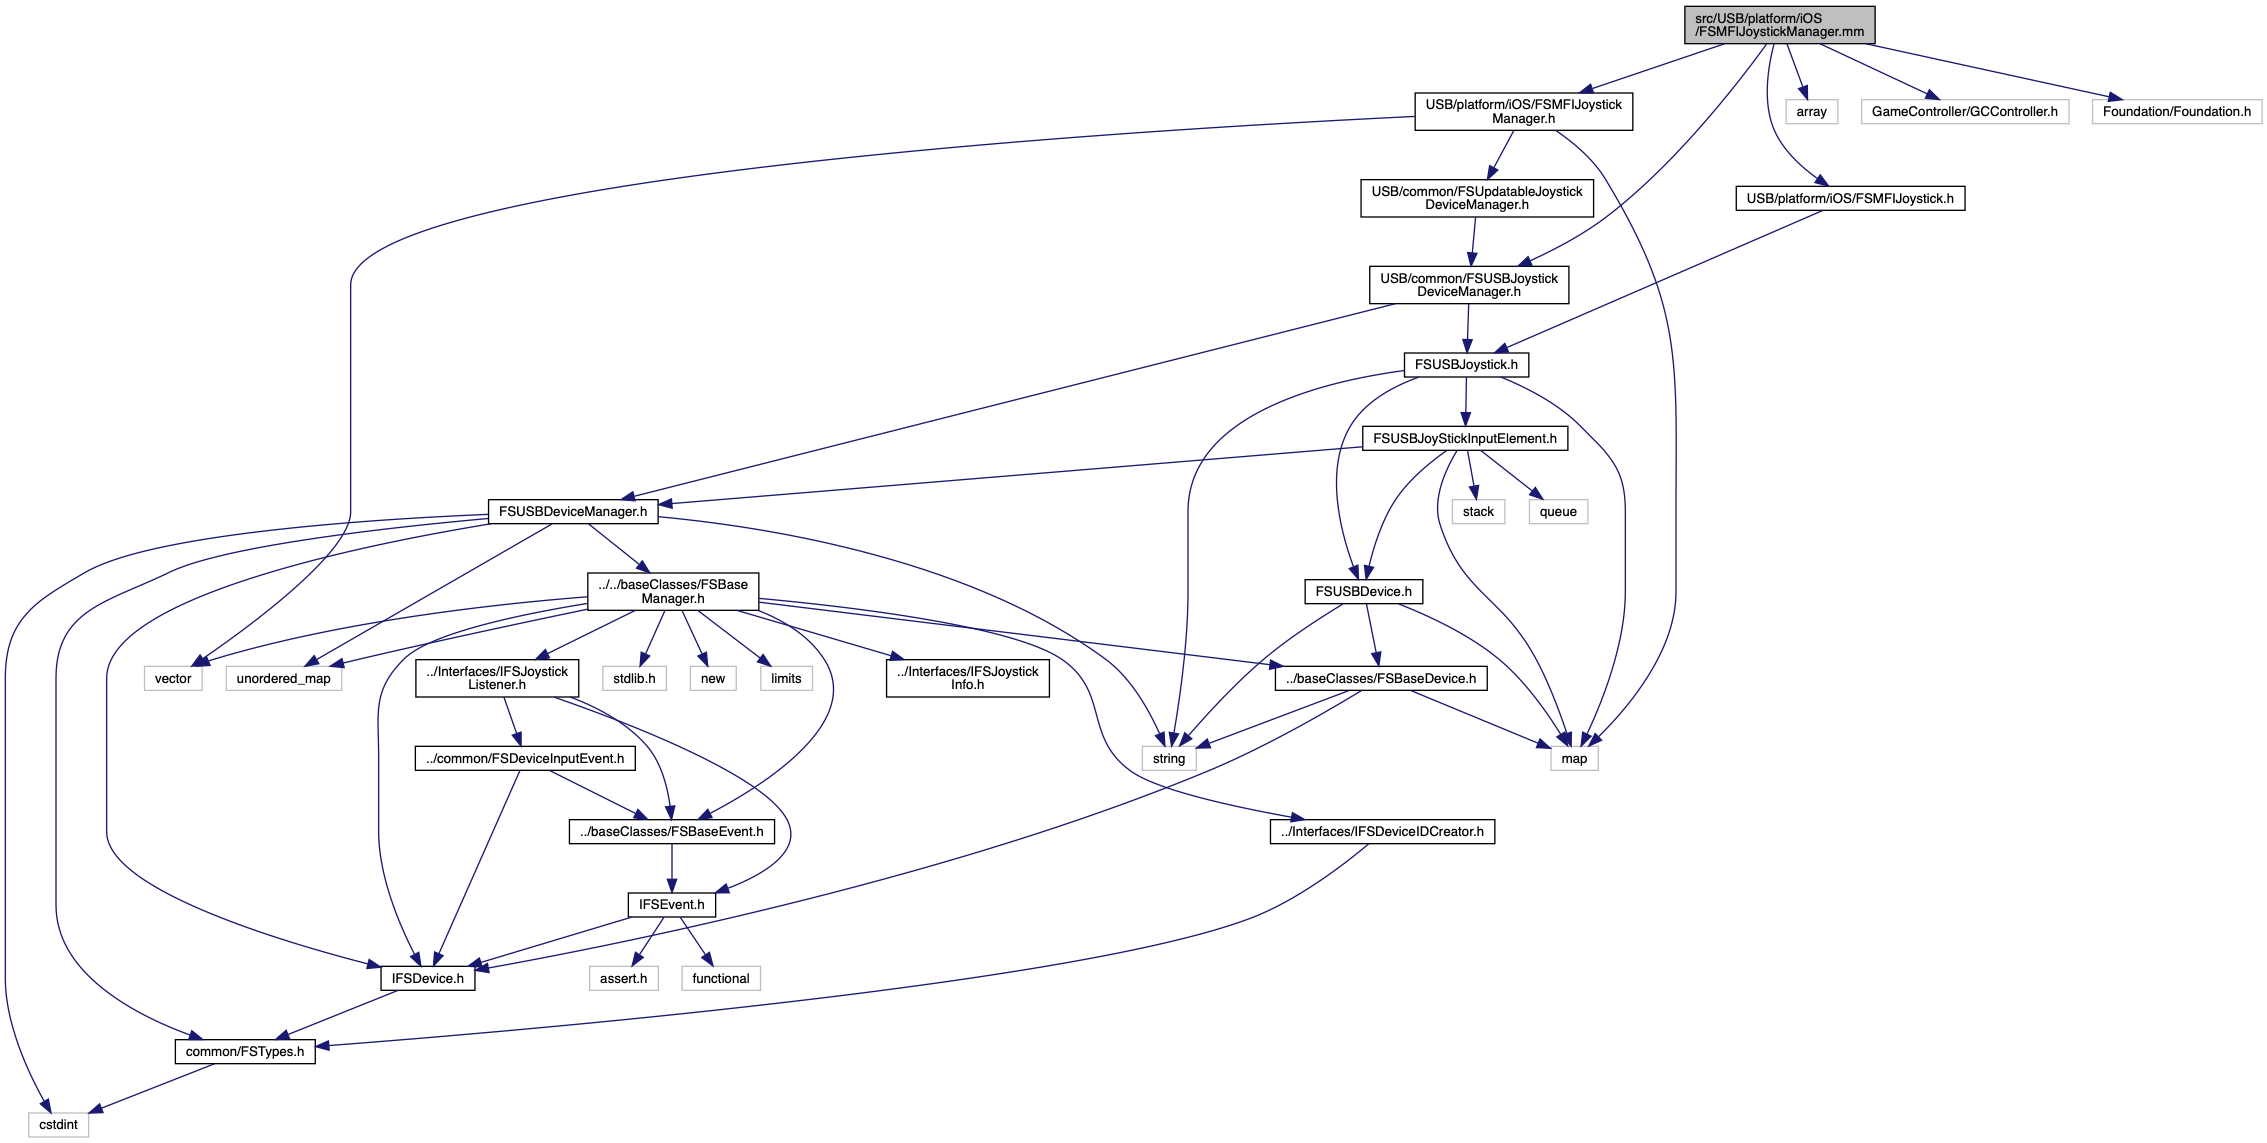 src/USB/platform/iOS
/FSMFIJoystickManager.mm
USB/platform/iOS/FSMFIJoystick
Manager.h
array
GameController/GCController.h
Foundation/Foundation.h
USB/common/FSUpdatableJoystick
DeviceManager.h
USB/platform/iOS/FSMFIJoystick.h
USB/common/FSUSBJoystick
DeviceManager.h
FSUSBJoystick.h
FSUSBJoyStickInputElement.h
FSUSBDeviceManager.h
stack
queue
../../baseClasses/FSBase
Manager.h
FSUSBDevice.h
vector
unordered_map
../Interfaces/IFSJoystick
Listener.h
stdlib.h
new
limits
../Interfaces/IFSJoystick
Info.h
../baseClasses/FSBaseDevice.h
../common/FSDeviceInputEvent.h
string
map
../baseClasses/FSBaseEvent.h
../Interfaces/IFSDeviceIDCreator.h
IFSEvent.h
IFSDevice.h
assert.h
functional
common/FSTypes.h
cstdint